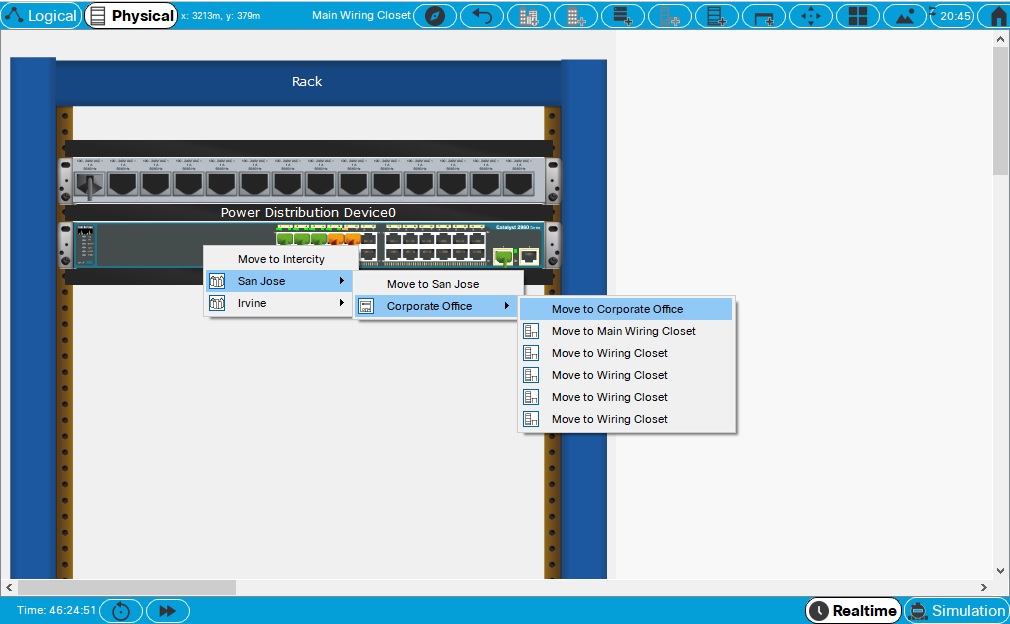 Logical
Physical
x: 3213m, y: 379m
Main Wiring Closet
20:45
Rack
Power Distribution Device0
Catalyst 2960 Series
Move to Intercity
San Jose
Irvine
Move to San Jose
Corporate Office
Move to Corporate Office
Move to Main Wiring Closet
Move to Wiring Closet
Move to Wiring Closet
Move to Wiring Closet
Move to Wiring Closet
Time: 46:24:51
Realtime
Simulation